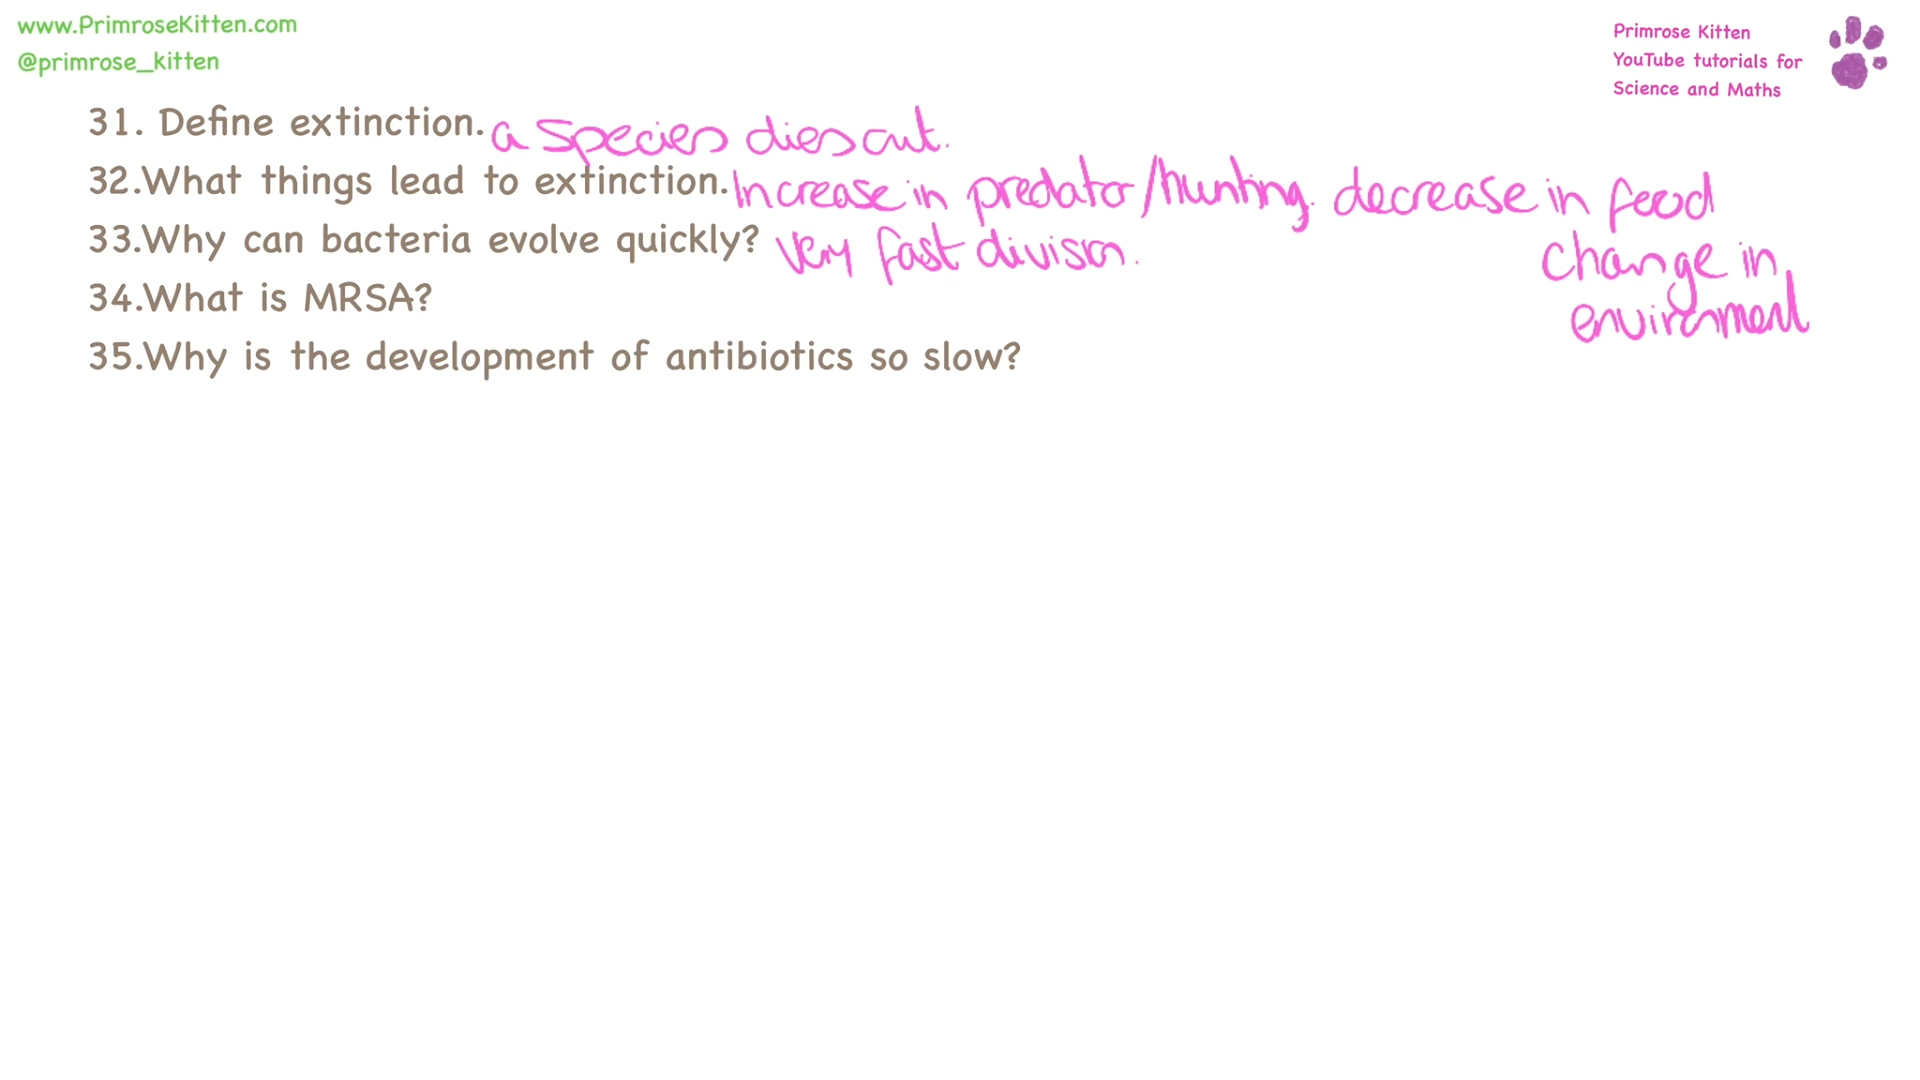 www.PrimroseKitten.com
@primrose_kitten
Primrose Kitten
YouTube tutorials for
Science and Maths
31. Define extinction. a species dies out.
32.What things lead to extinction. Increase in predator/hunting. decrease in food
change in
environment
33.Why can bacteria evolve quickly? very fast division.
34.What is MRSA?
35.Why is the development of antibiotics so slow?